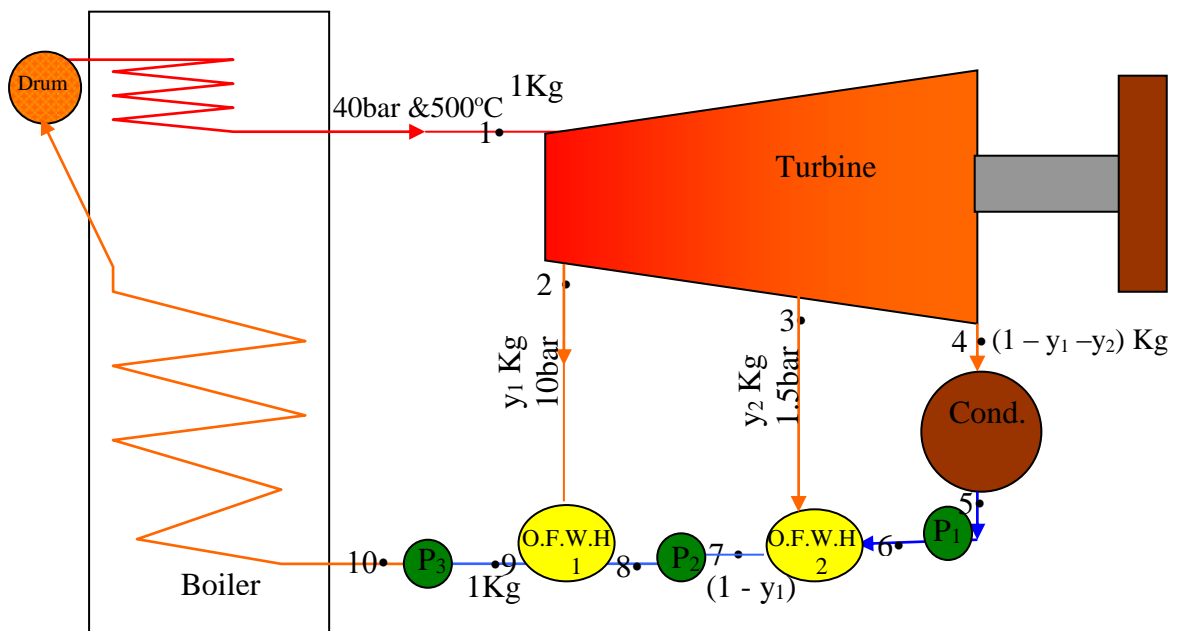 Drum
1Kg
40bar &500ºC
1
Turbine
2
3
4
(1 – y₁ –y₂) Kg
y₁ Kg
10bar
y₂ Kg
1.5bar
Cond.
5
O.F.W.H
1
O.F.W.H
2
P₁
6
10
P₃
9
8
P₂
7
1Kg
(1 - y₁)
Boiler